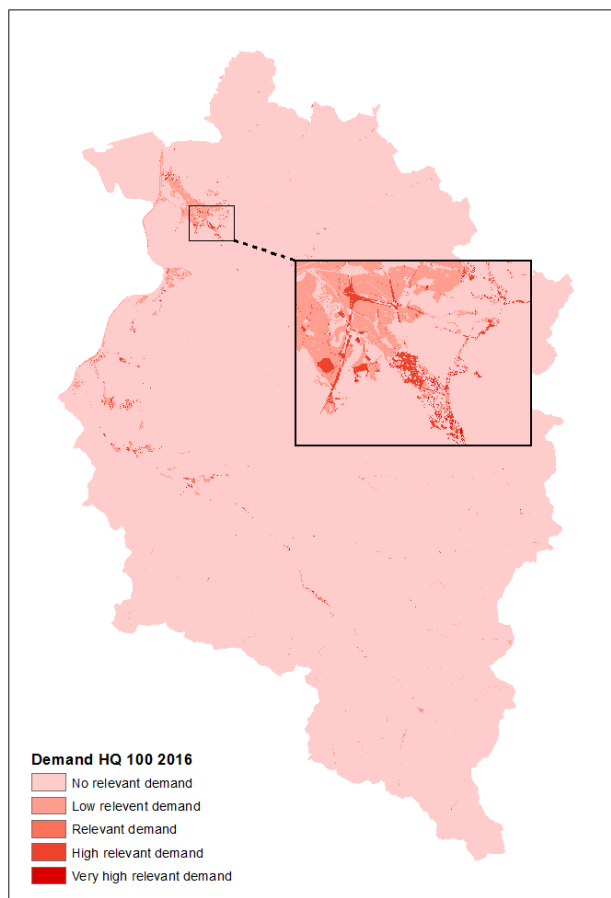 Demand HQ 100 2016
No relevant demand
Low relevent demand
Relevant demand
High relevant demand
Very high relevant demand